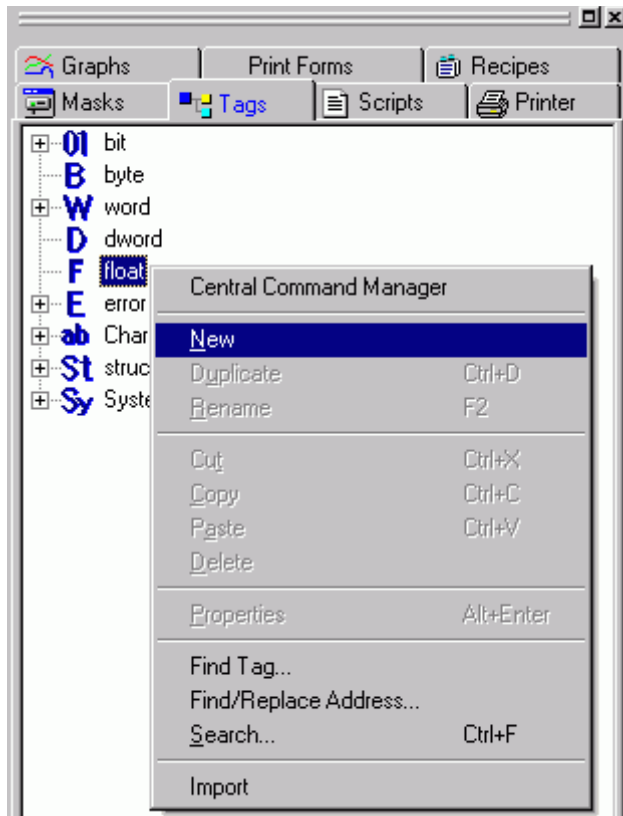 Graphs Print Forms Recipes
Masks Tags Scripts Printer
01 bit
B byte
W word
D dword
F float
E error
ab Char
St struc
Sy Syste
Central Command Manager
New
Duplicate Ctrl+D
Rename F2
Cut Ctrl+X
Copy Ctrl+C
Paste Ctrl+V
Delete
Properties Alt+Enter
Find Tag...
Find/Replace Address...
Search... Ctrl+F
Import